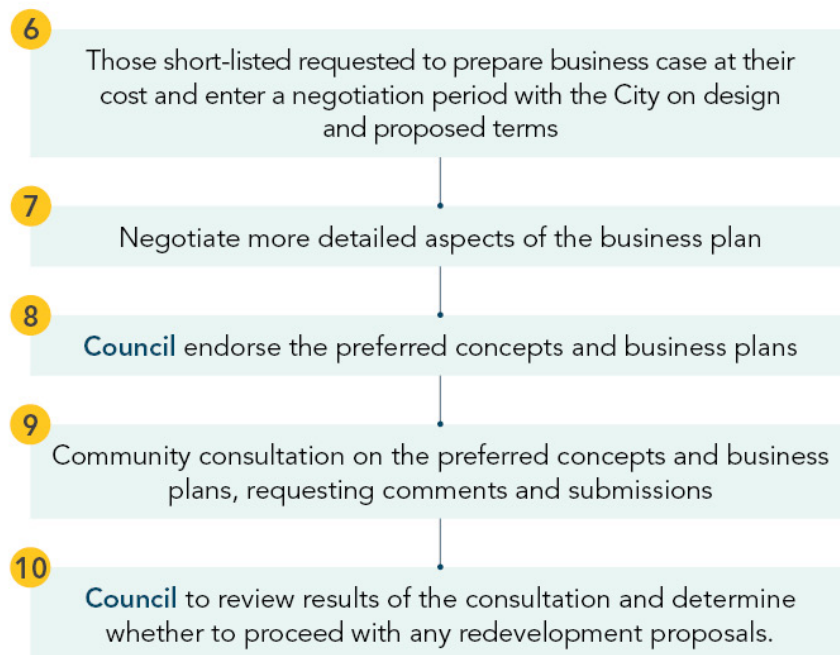 6
Those short-listed requested to prepare business case at their
cost and enter a negotiation period with the City on design
and proposed terms
7
Negotiate more detailed aspects of the business plan
8
Council endorse the preferred concepts and business plans
9
Community consultation on the preferred concepts and business
plans, requesting comments and submissions
10
Council to review results of the consultation and determine
whether to proceed with any redevelopment proposals.